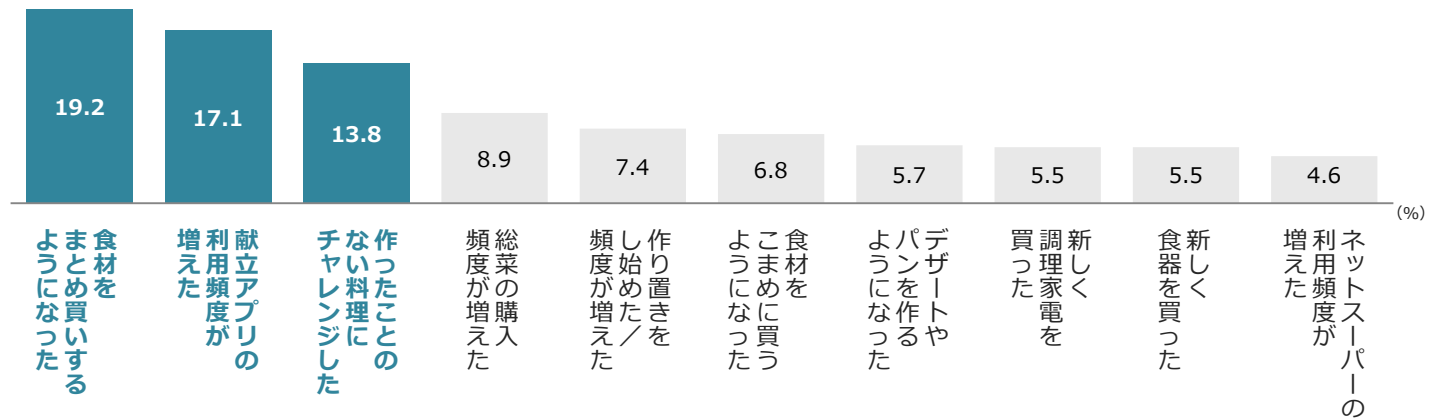 19.2
17.1
13.8
8.9
7.4
6.8
5.7
5.5
5.5
4.6
(%)
食材を
まとめ買いする
ようになった
献立アプリの
利用頻度が
増えた
作ったことの
ない料理に
チャレンジした
総菜の購入
頻度が増えた
作り置きを
し始めた／
頻度が増えた
食材を
こまめに買う
ようになった
デザートや
パンを作る
ようになった
新しく
調理家電を
買った
新しく
食器を買った
ネットスーパーの
利用頻度が
増えた